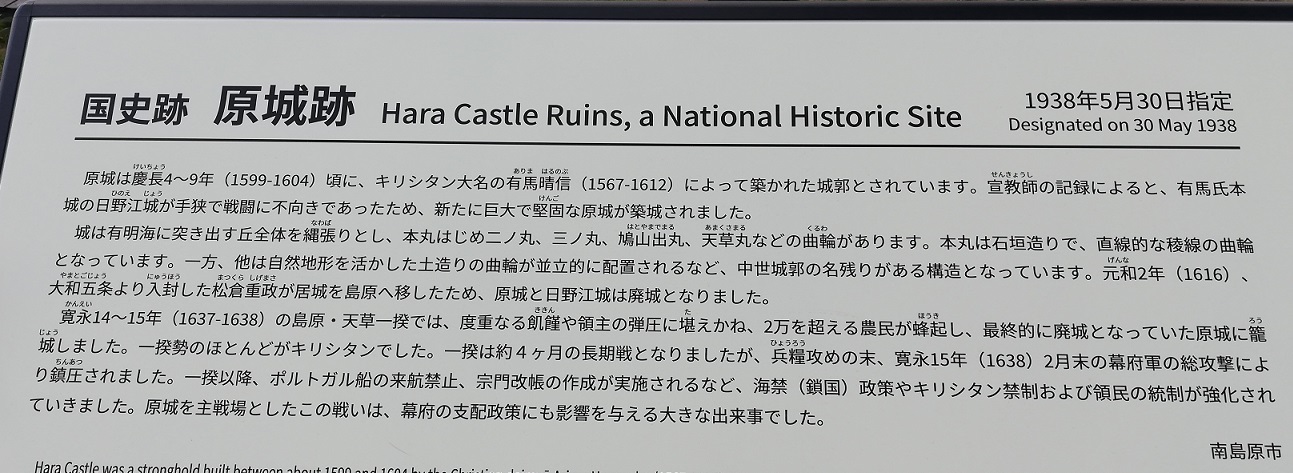 国史跡 原城跡 Hara Castle Ruins, a National Historic Site
1938年5月30日指定
Designated on 30 May 1938
原城は慶長4～9年（1599-1604）頃に、キリシタン大名の有馬晴信（1567-1612）によって築かれた城郭とされています。宣教師の記録によると、有馬氏本
城の日野江城が手狭で戦闘に不向きであったため、新たに巨大で堅固な原城が築城されました。
城は有明海に突き出す丘全体を縄張りとし、本丸はじめ二ノ丸、三ノ丸、鳩山出丸、天草丸などの曲輪があります。本丸は石垣造りで、直線的な稜線の曲輪
となっています。一方、他は自然地形を活かした土造りの曲輪が並立的に配置されるなど、中世城郭の名残りがある構造となっています。元和2年（1616）、
大和五条より入封した松倉重政が居城を島原へ移したため、原城と日野江城は廃城となりました。
寛永14～15年（1637-1638）の島原・天草一揆では、度重なる飢饉や領主の弾圧に堪えかね、2万を超える農民が蜂起し、最終的に廃城となっていた原城に籠
城しました。一揆勢のほとんどがキリシタンでした。一揆は約４ヶ月の長期戦となりましたが、兵糧攻めの末、寛永15年（1638）2月末の幕府軍の総攻撃によ
り鎮圧されました。一揆以降、ポルトガル船の来航禁止、宗門改帳の作成が実施されるなど、海禁（鎖国）政策やキリシタン禁制および領民の統制が強化され
ていきました。原城を主戦場としたこの戦いは、幕府の支配政策にも影響を与える大きな出来事でした。
南島原市
Hara Castle was a stronghold built between about 1599 and 1604 by the Christian